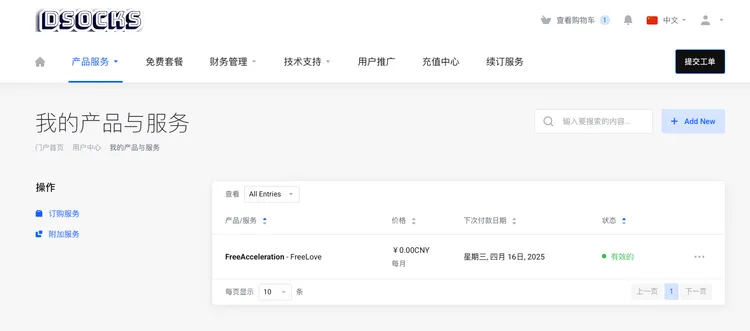 IDSOCKS
查看购物车 1 中文
产品服务 免费套餐 财务管理 技术支持 用户推广 充值中心 续订服务 提交工单
我的产品与服务
输入要搜索的内容...
+ Add New
门户首页 用户中心 我的产品与服务
操作
订购服务
附加服务
查看 All Entries
产品/服务 价格 下次付款日期 状态
FreeAcceleration - FreeLove ¥0.00CNY 星期三, 四月 16日, 2025 有效的 ···
每月
每页显示 10 条 上一页 1 下一页